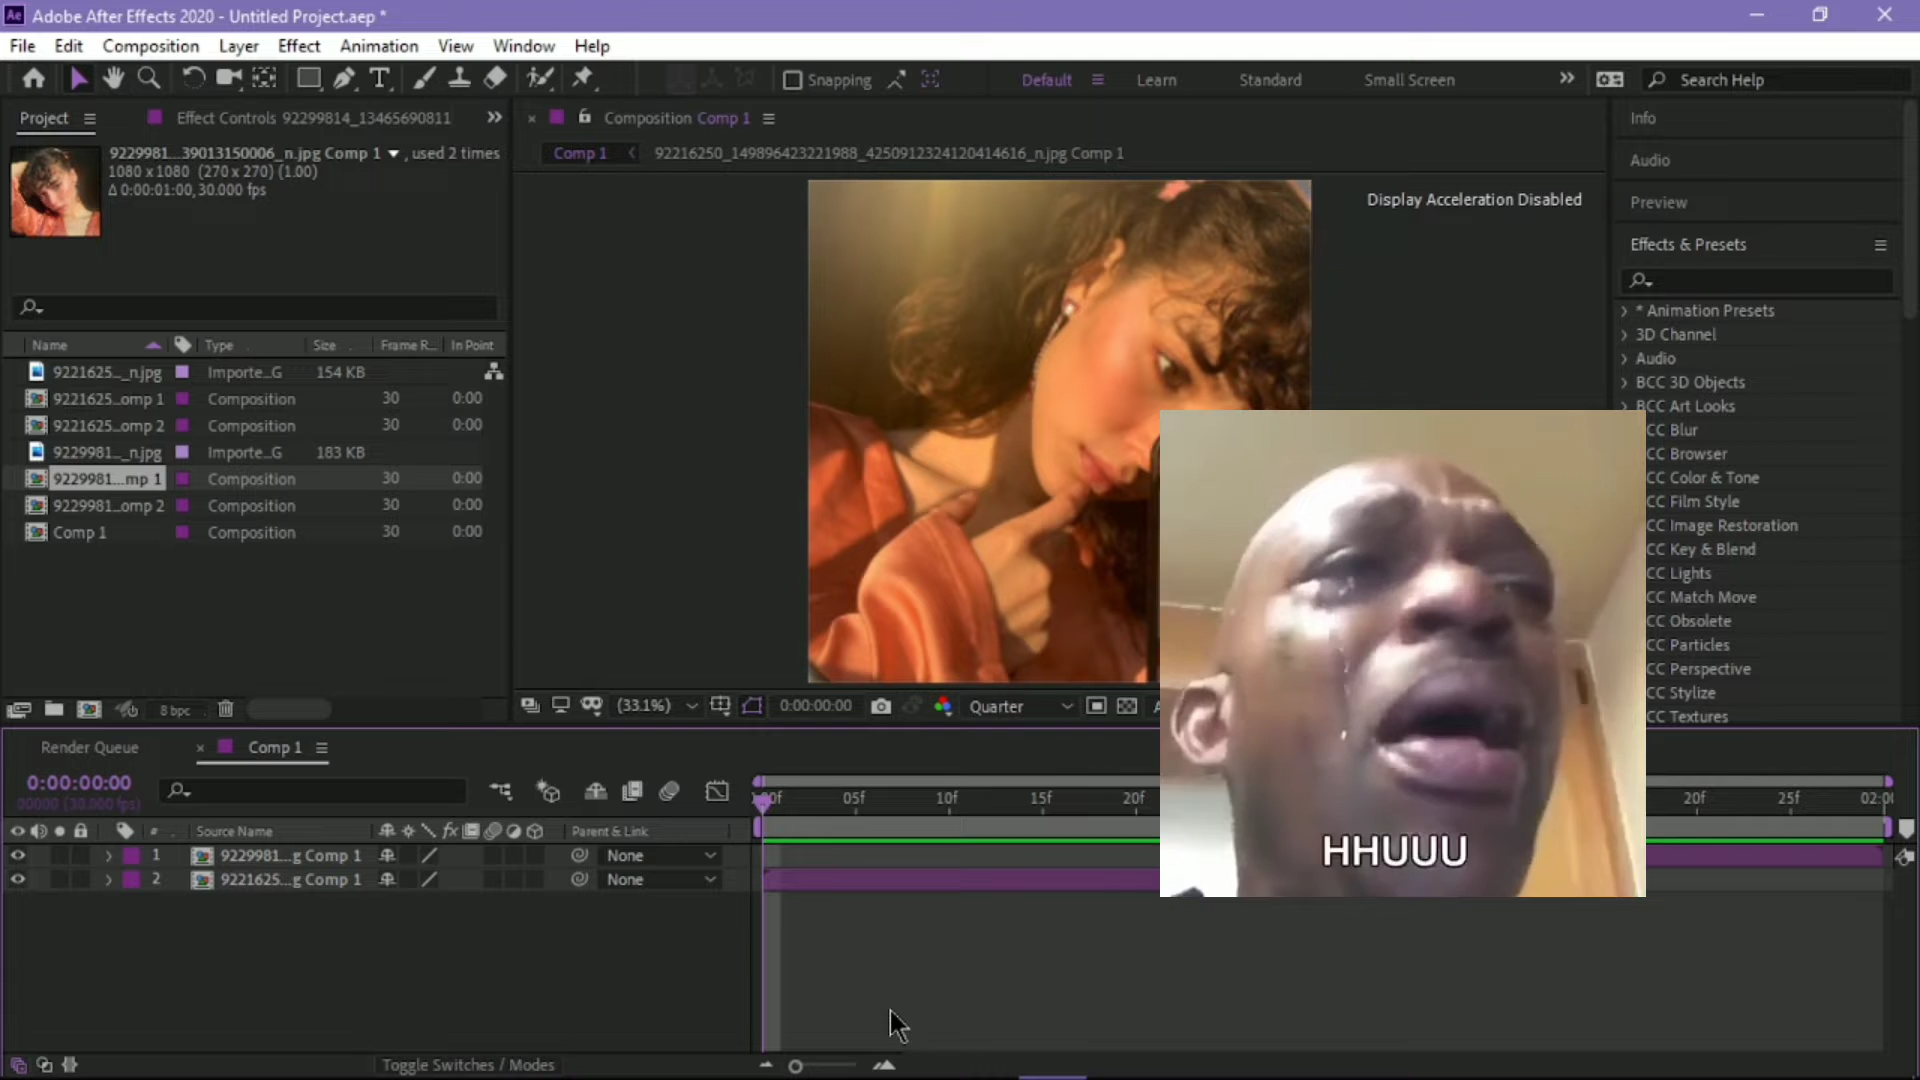 Adobe After Effects 2020 - Untitled Project.aep *
File Edit Composition Layer Effect Animation View Window Help
Snapping
Default Learn Standard Small Screen
Search Help
Project
Effect Controls 92299814_13465690811
9229981...39013150006_n.jpg Comp 1 , used 2 times
1080 x 1080 (270 x 270) (1.00)
Δ 0:00:01:00, 30.000 fps
Name Type Size Frame R... In Point
9221625..._n.jpg Importe...G 154 KB
9221625...omp 1 Composition 30 0:00
9221625...omp 2 Composition 30 0:00
9229981..._n.jpg Importe...G 183 KB
9229981...mp 1 Composition 30 0:00
9229981...omp 2 Composition 30 0:00
Comp 1 Composition 30 0:00
8 bpc
Composition Comp 1
Comp 1 92216250_149896423221988_4250912324120414616_n.jpg Comp 1
Display Acceleration Disabled
(33.1%) 0:00:00:00 Quarter
Info
Audio
Preview
Effects & Presets
* Animation Presets
3D Channel
Audio
BCC 3D Objects
BCC Art Looks
CC Blur
CC Browser
CC Color & Tone
CC Film Style
CC Image Restoration
CC Key & Blend
CC Lights
CC Match Move
CC Obsolete
CC Particles
CC Perspective
CC Stylize
CC Textures
HHUUU
Render Queue Comp 1
0:00:00:00
00000 (30.000 fps)
05f 10f 15f 20f 20f 25f
# Source Name fx Parent & Link
1 9229981...g Comp 1 None
2 9221625...g Comp 1 None
Toggle Switches / Modes